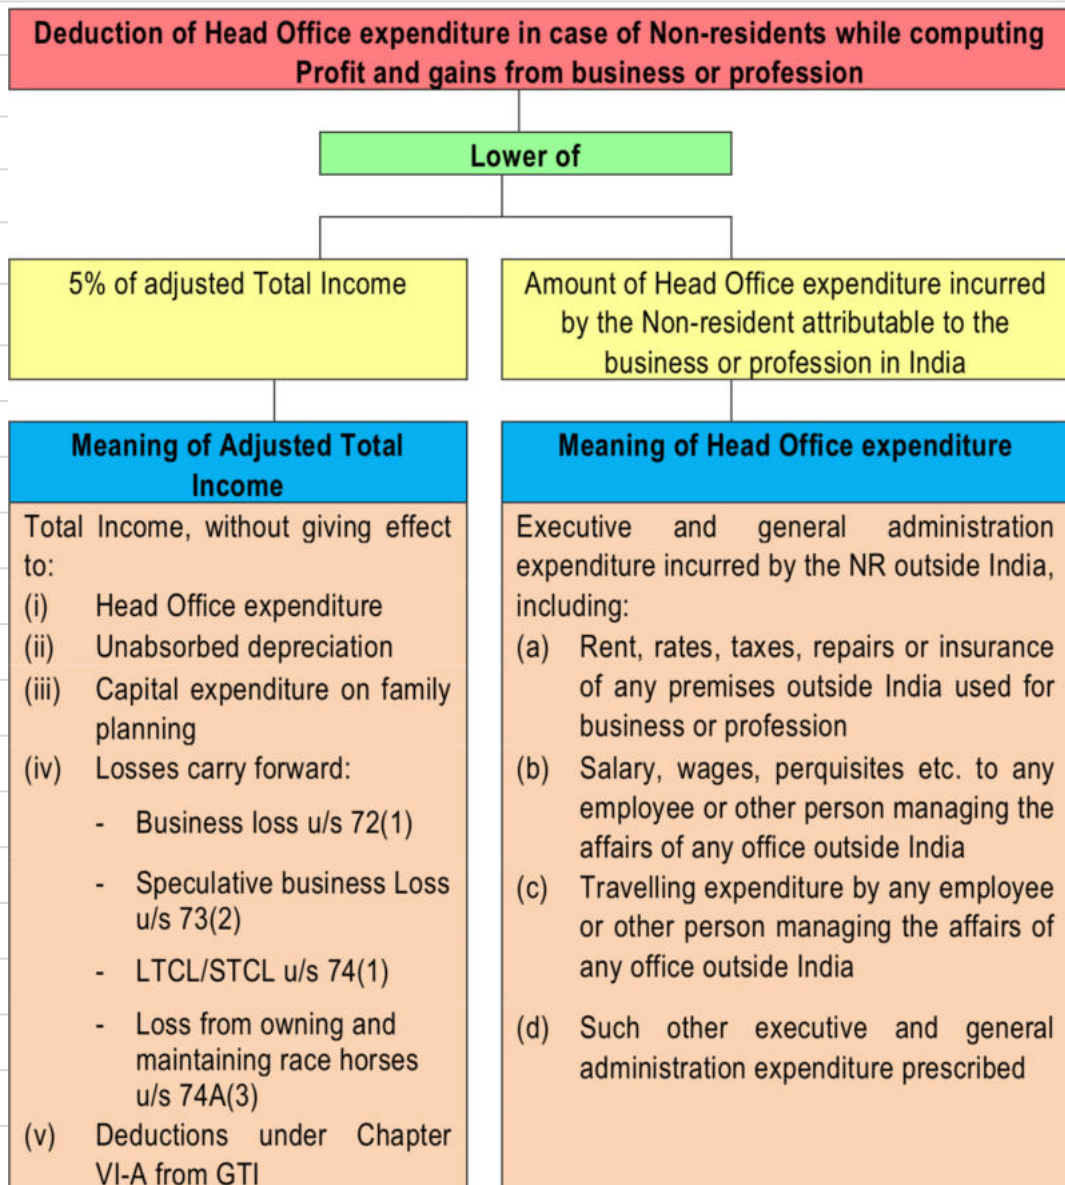 Deduction of Head Office expenditure in case of Non-residents while computing
Profit and gains from business or profession
Lower of
5% of adjusted Total Income
Amount of Head Office expenditure incurred
by the Non-resident attributable to the
business or profession in India
Meaning of Adjusted Total
Income
Total Income, without giving effect
to:
(i) Head Office expenditure
(ii) Unabsorbed depreciation
(iii) Capital expenditure on family
planning
(iv) Losses carry forward:
- Business loss u/s 72(1)
- Speculative business Loss
u/s 73(2)
- LTCL/STCL u/s 74(1)
- Loss from owning and
maintaining race horses
u/s 74A(3)
(v) Deductions under Chapter
VI-A from GTI
Meaning of Head Office expenditure
Executive and general administration
expenditure incurred by the NR outside India,
including:
(a) Rent, rates, taxes, repairs or insurance
of any premises outside India used for
business or profession
(b) Salary, wages, perquisites etc. to any
employee or other person managing the
affairs of any office outside India
(c) Travelling expenditure by any employee
or other person managing the affairs of
any office outside India
(d) Such other executive and general
administration expenditure prescribed